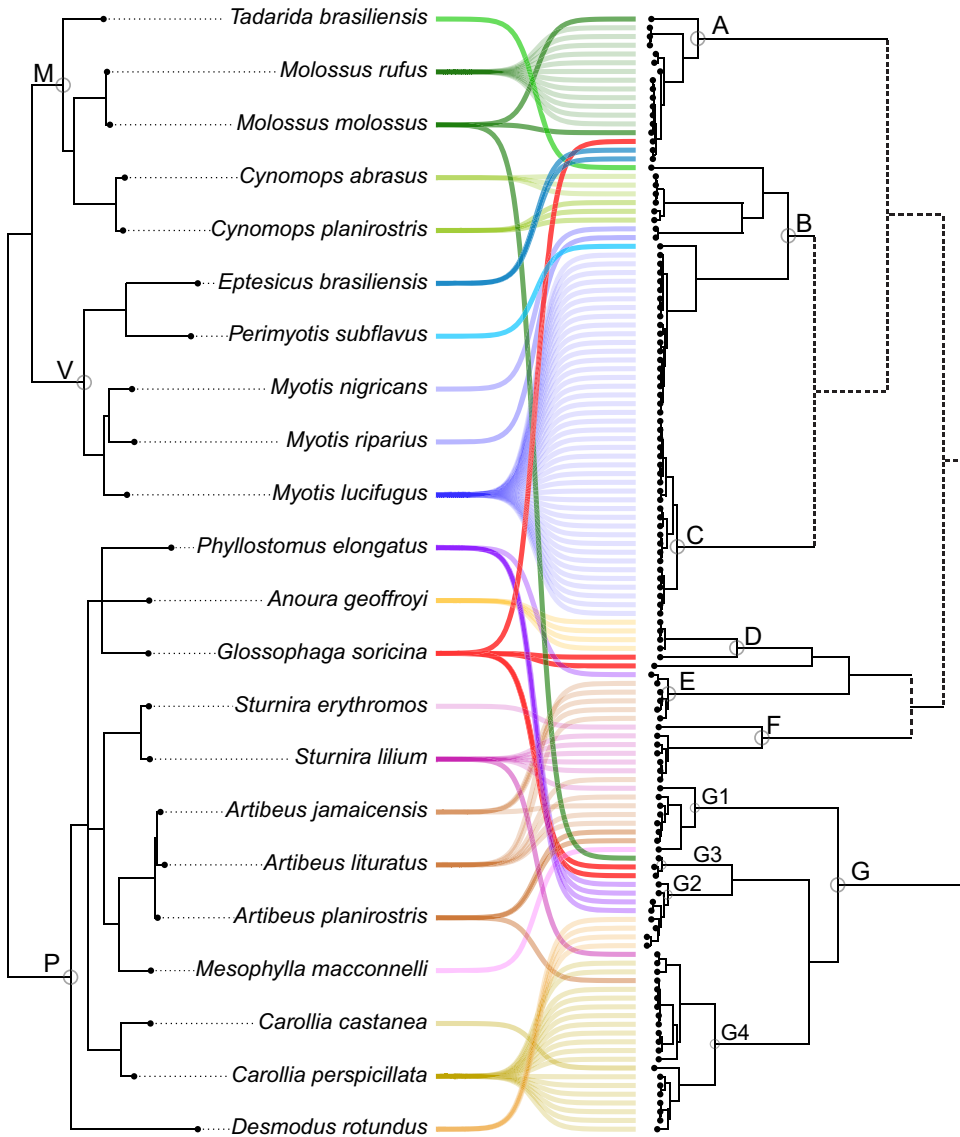 Tadarida brasiliensis
A
M
Molossus rufus
Molossus molossus
Cynomops abrasus
Cynomops planirostris
B
Eptesicus brasiliensis
Perimyotis subflavus
V
Myotis nigricans
Myotis riparius
Myotis lucifugus
C
Phyllostomus elongatus
Anoura geoffroyi
Glossophaga soricina
D
E
Sturnira erythromos
F
Sturnira lilium
G1
Artibeus jamaicensis
G3
Artibeus lituratus
G
G2
Artibeus planirostris
P
Mesophylla macconnelli
Carollia castanea
G4
Carollia perspicillata
Desmodus rotundus